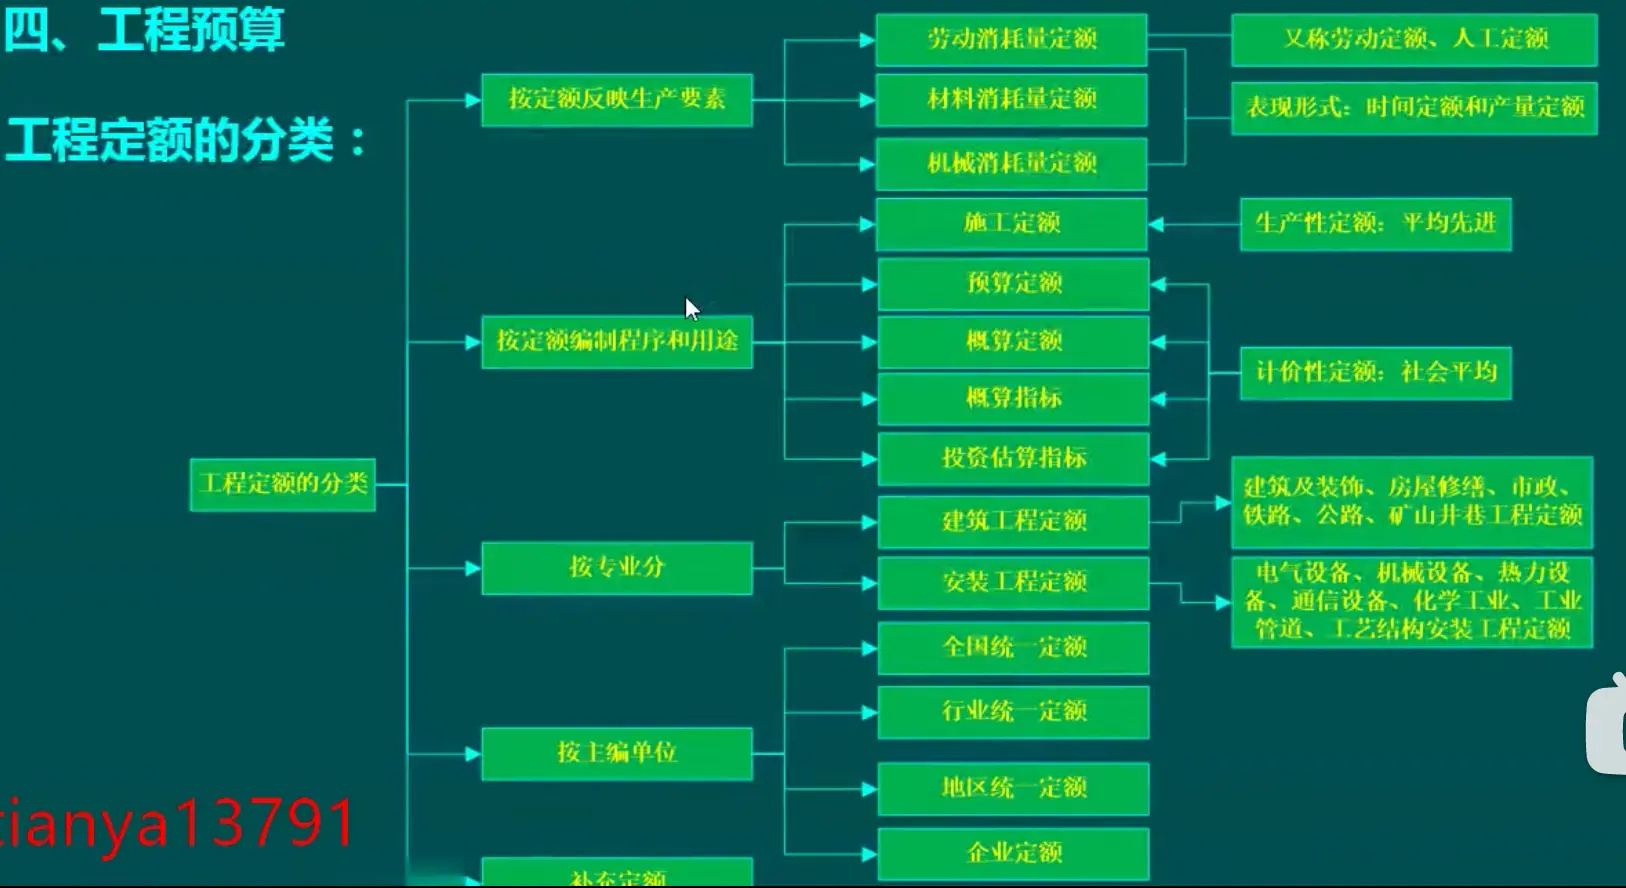 四、工程预算
工程定额的分类：
工程定额的分类
按定额反映生产要素
劳动消耗量定额
又称劳动定额、人工定额
材料消耗量定额
表现形式：时间定额和产量定额
机械消耗量定额
按定额编制程序和用途
施工定额
生产性定额：平均先进
预算定额
概算定额
概算指标
计价性定额：社会平均
投资估算指标
按专业分
建筑工程定额
建筑及装饰、房屋修缮、市政、
铁路、公路、矿山井巷工程定额
安装工程定额
电气设备、机械设备、热力设
备、通信设备、化学工业、工业
管道、工艺结构安装工程定额
按主编单位
全国统一定额
行业统一定额
地区统一定额
企业定额
补充定额
tianya13791